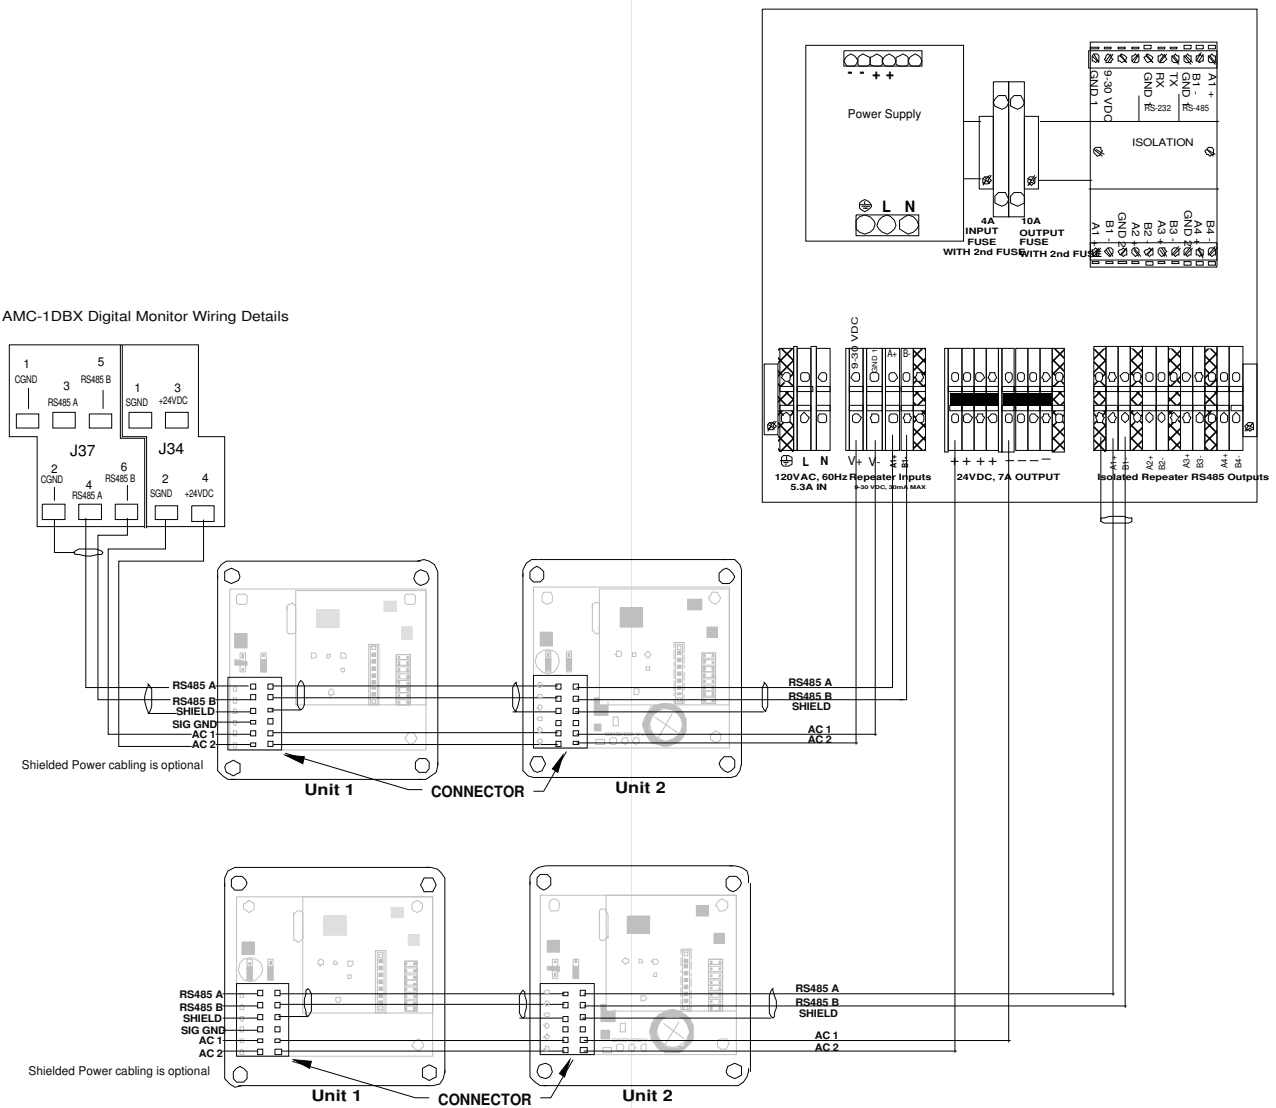 Power Supply
- - + +
L N
4A
INPUT
FUSE
WITH 2nd FUSE
10A
OUTPUT
FUSE
WITH 2nd FUSE
GND 1
9-30 VDC
GND
RX
TX
GND
B1 -
A1 +
RS-232
RS-485
ISOLATION
A1 +
B1 -
GND 2
A2 +
B2 -
A3 +
B3 -
GND 2
A4 +
B4 -
AMC-1DBX Digital Monitor Wiring Details
1
CGND
3
RS485 A
5
RS485 B
1
SGND
3
+24VDC
J37
J34
2
CGND
4
RS485 A
6
RS485 B
2
SGND
4
+24VDC
9-30 VDC
GND 1
A+
B-
L N
120VAC, 60Hz
5.3A IN
V+
V-
A1+
B1-
Repeater Inputs
9-30 VDC, 30mA MAX
+ + + + - - - -
24VDC, 7A OUTPUT
A1+
B1-
A2+
B2-
A3+
B3-
A4+
B4-
Isolated Repeater RS485 Outputs
RS485 A
RS485 B
SHIELD
SIG GND
AC 1
AC 2
RS485 A
RS485 B
SHIELD
AC 1
AC 2
Shielded Power cabling is optional
Unit 1
CONNECTOR
Unit 2
RS485 A
RS485 B
SHIELD
SIG GND
AC 1
AC 2
RS485 A
RS485 B
SHIELD
AC 1
AC 2
Shielded Power cabling is optional
Unit 1
CONNECTOR
Unit 2